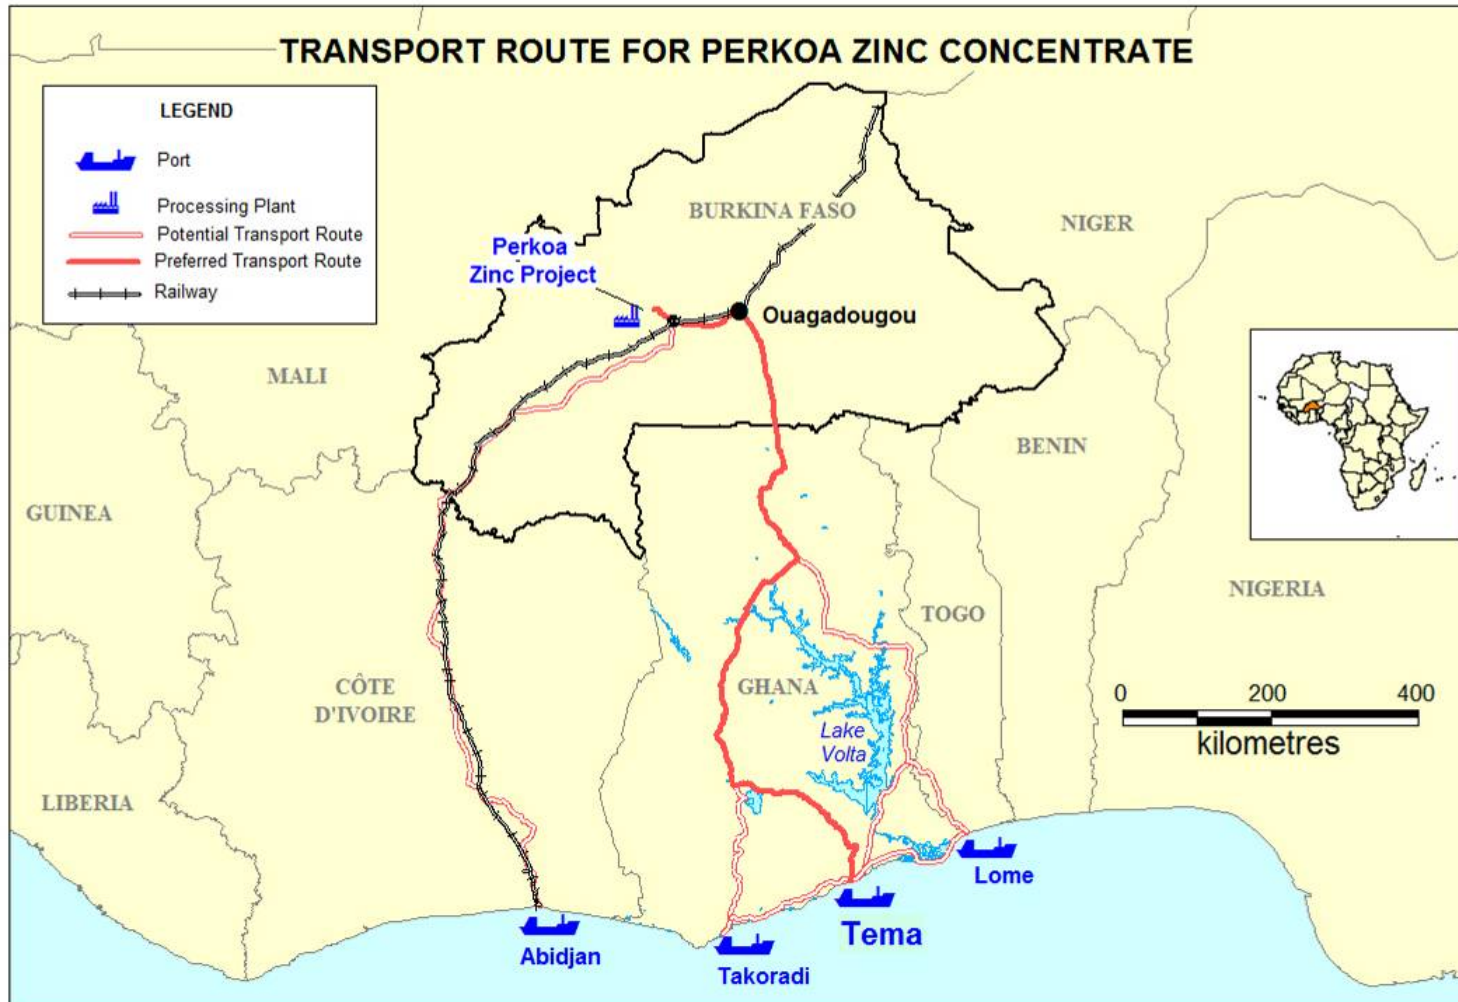 TRANSPORT ROUTE FOR PERKOA ZINC CONCENTRATE
LEGEND
Port
Processing Plant
Potential Transport Route
Preferred Transport Route
Railway
BURKINA FASO
NIGER
Perkoa
Zinc Project
Ouagadougou
MALI
BENIN
GUINEA
NIGERIA
TOGO
CÔTE
D'IVOIRE
GHANA
Lake
Volta
0 200 400
kilometres
LIBERIA
Lome
Tema
Abidjan
Takoradi